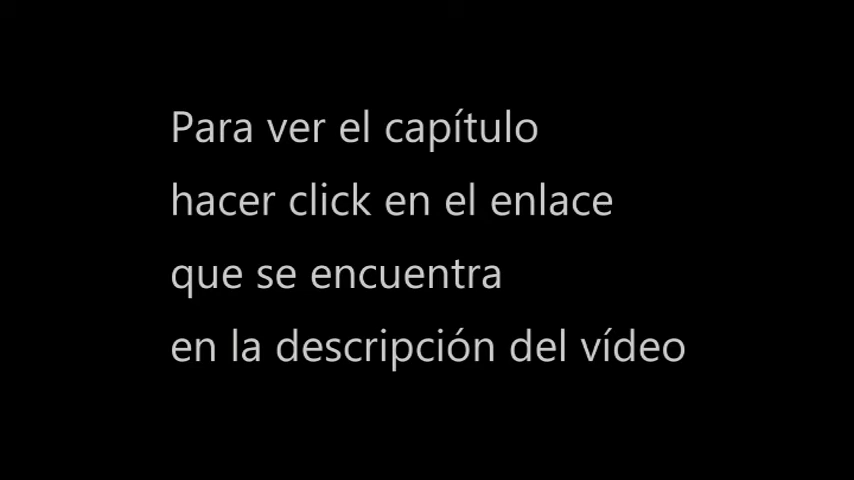 Para ver el capítulo
hacer click en el enlace
que se encuentra
en la descripción del vídeo